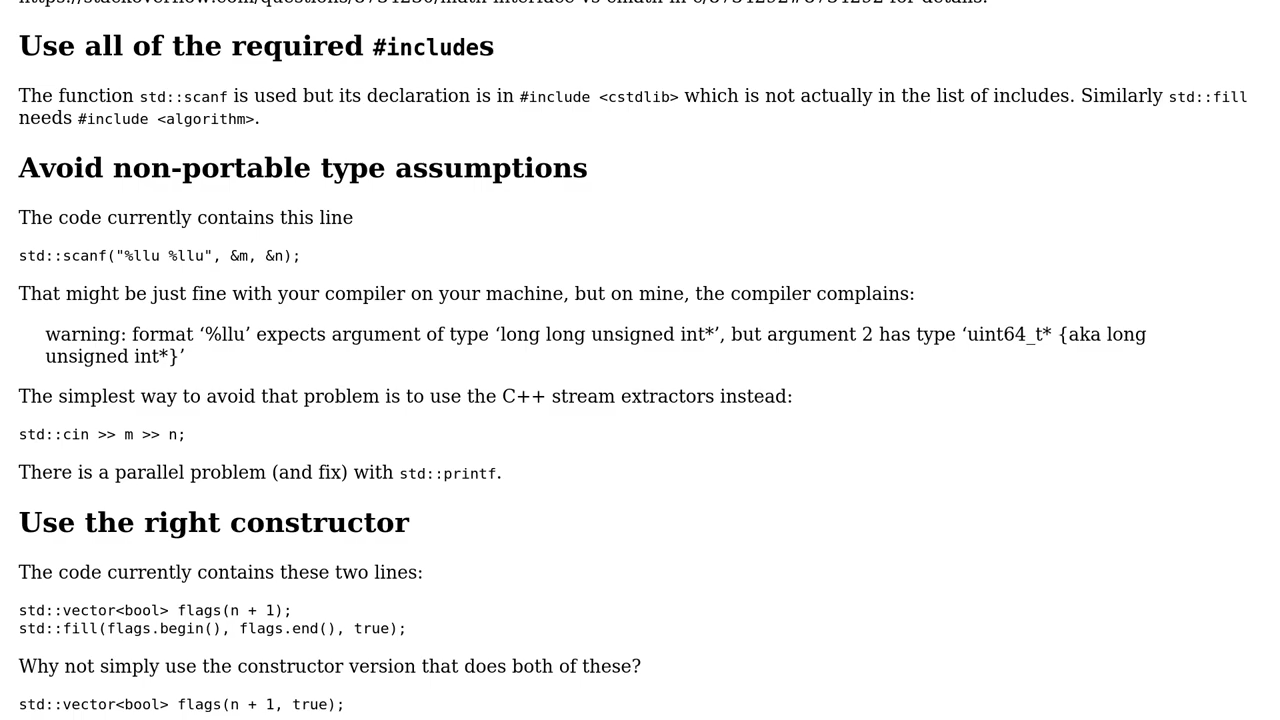 Use all of the required #includes
The function std::scanf is used but its declaration is in #include <cstdlib> which is not actually in the list of includes. Similarly std::fill
needs #include <algorithm>.
Avoid non-portable type assumptions
The code currently contains this line
std::scanf("%llu %llu", &m, &n);
That might be just fine with your compiler on your machine, but on mine, the compiler complains:
warning: format ‘%llu’ expects argument of type ‘long long unsigned int*’, but argument 2 has type ‘uint64_t* {aka long
unsigned int*}’
The simplest way to avoid that problem is to use the C++ stream extractors instead:
std::cin >> m >> n;
There is a parallel problem (and fix) with std::printf.
Use the right constructor
The code currently contains these two lines:
std::vector<bool> flags(n + 1);
std::fill(flags.begin(), flags.end(), true);
Why not simply use the constructor version that does both of these?
std::vector<bool> flags(n + 1, true);